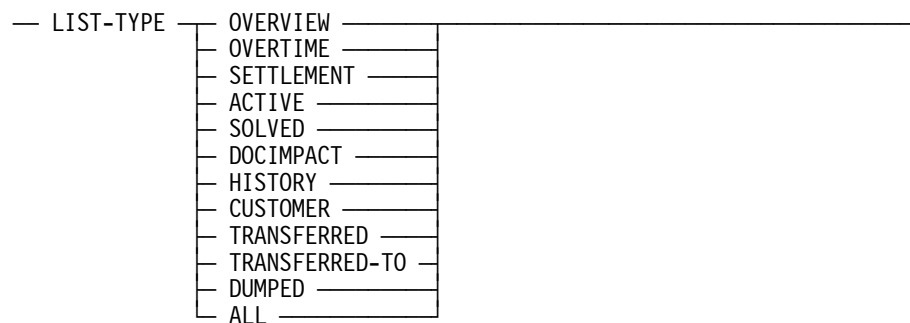 LIST-TYPE OVERVIEW
OVERTIME
SETTLEMENT
ACTIVE
SOLVED
DOCIMPACT
HISTORY
CUSTOMER
TRANSFERRED
TRANSFERRED-TO
DUMPED
ALL